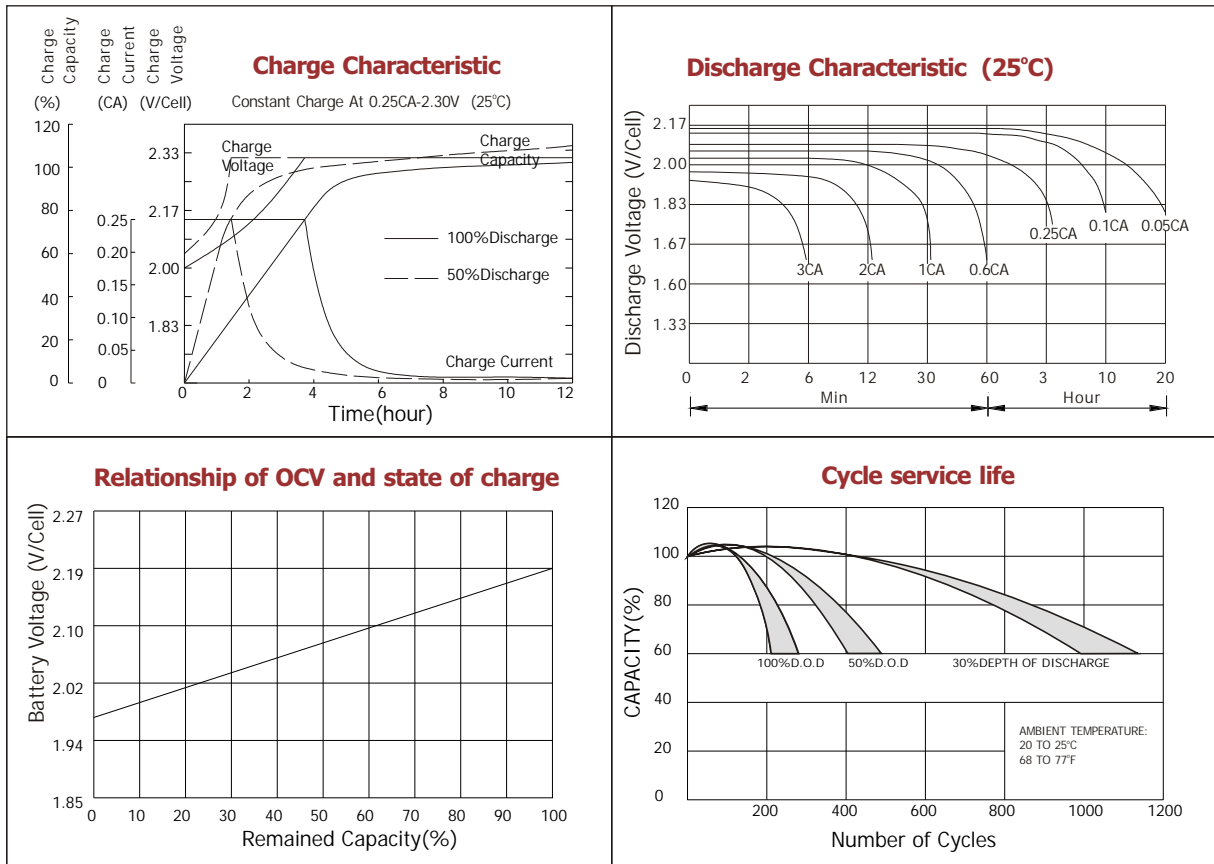 Charge Capacity
Charge Current
Charge Voltage
(%)
(CA)
(V/Cell)
Charge Characteristic
Constant Charge At 0.25CA-2.30V (25°C)
120
100
80
60
40
20
0
0.25
0.20
0.15
0.10
0.05
0
2.33
2.17
2.00
1.83
Charge Voltage
Charge Capacity
100%Discharge
50%Discharge
Charge Current
0 2 4 6 8 10 12
Time(hour)
Discharge Characteristic (25°C)
Discharge Voltage (V/Cell)
2.17
2.00
1.83
1.67
1.60
1.33
3CA 2CA 1CA 0.6CA 0.25CA 0.1CA 0.05CA
0 2 6 12 30 60 3 10 20
Min Hour
Relationship of OCV and state of charge
Battery Voltage (V/Cell)
2.27
2.19
2.10
2.02
1.94
1.85
0 10 20 30 40 50 60 70 80 90 100
Remained Capacity(%)
Cycle service life
CAPACITY(%)
120
100
80
60
40
20
0
100%D.O.D 50%D.O.D 30%DEPTH OF DISCHARGE
AMBIENT TEMPERATURE:
20 TO 25°C
68 TO 77°F
200 400 600 800 1000 1200
Number of Cycles